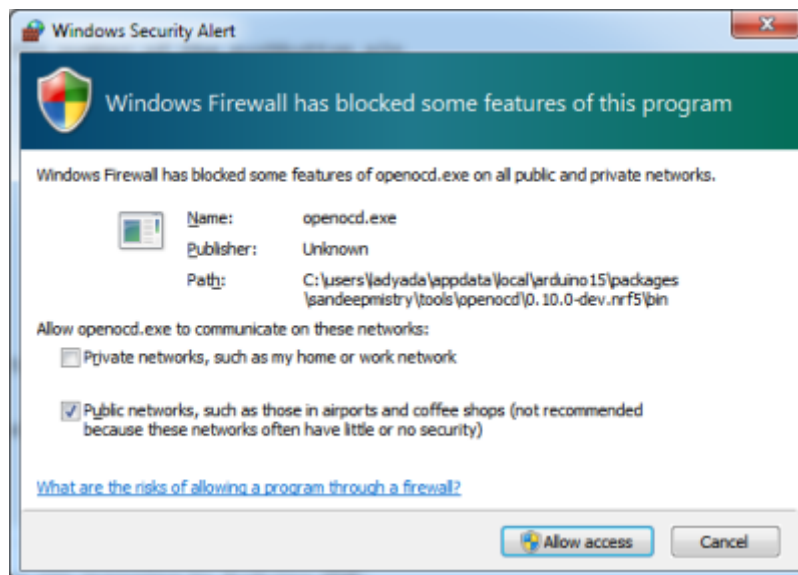 Windows Security Alert
Windows Firewall has blocked some features of this program
Windows Firewall has blocked some features of openocd.exe on all public and private networks.
Name: openocd.exe
Publisher: Unknown
Path: C:\users\ladyada\appdata\local\arduino15\packages
\sandeepmistry\tools\openocd\0.10.0-dev.nrf5\bin
Allow openocd.exe to communicate on these networks:
Private networks, such as my home or work network
Public networks, such as those in airports and coffee shops (not recommended
because these networks often have little or no security)
What are the risks of allowing a program through a firewall?
Allow access Cancel